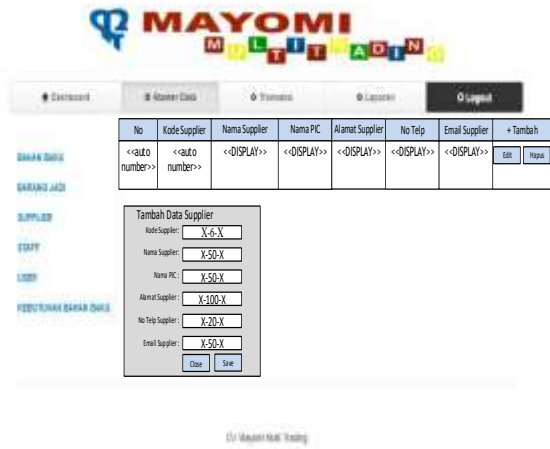 MAYOMI
MULTITRADING
Dashboard
Master Data
Transaksi
Laporan
Logout
No
Kode Supplier
Nama Supplier
Nama PIC
Alamat Supplier
No Telp
Email Supplier
+ Tambah
<<auto
number>>
<<auto
number>>
<<DISPLAY>>
<<DISPLAY>>
<<DISPLAY>>
<<DISPLAY>>
<<DISPLAY>>
Edit
Hapus
BAHAN BAKU
BARANG JADI
SUPPLIER
STAFF
USER
KEBUTUHAN BAHAN BAKU
Tambah Data Supplier
Kode Supplier: X-6-X
Nama Supplier: X-50-X
Nama PIC : X-50-X
Alamat Supplier : X-100-X
No Telp Supplier : X-20-X
Email Supplier : X-50-X
Close
Save
CV Mayomi Multi Trading